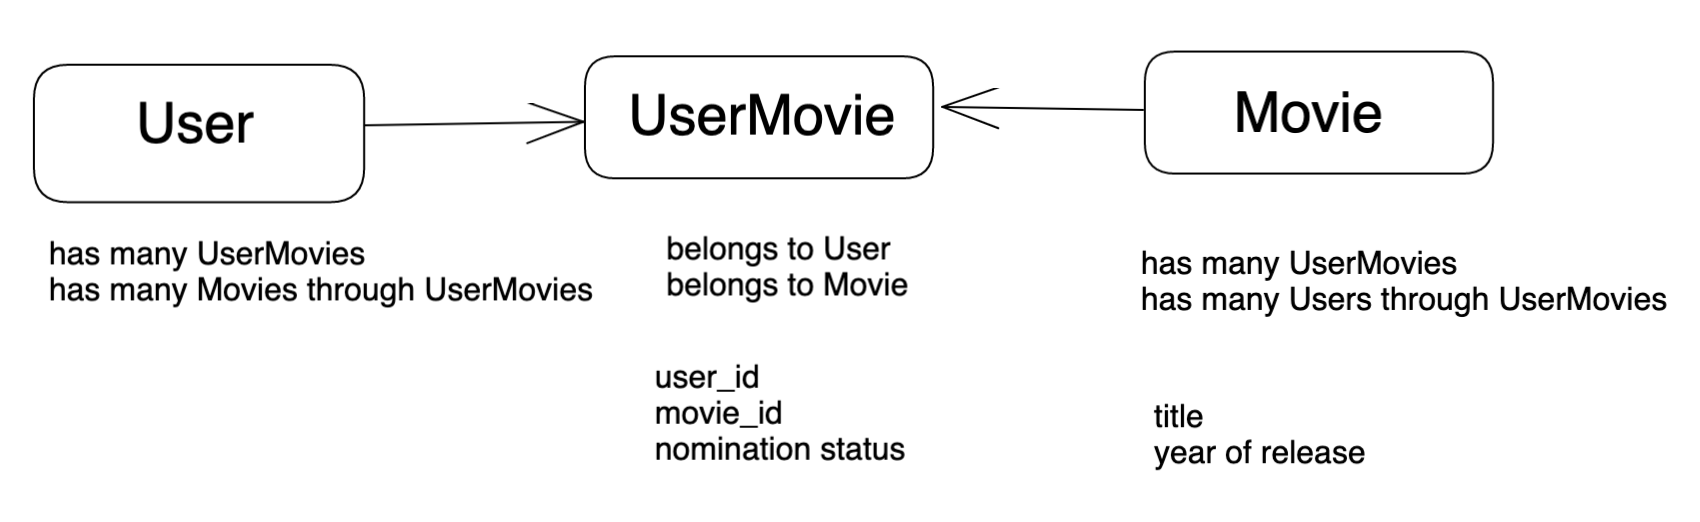 User
UserMovie
Movie
has many UserMovies
has many Movies through UserMovies
belongs to User
belongs to Movie
has many UserMovies
has many Users through UserMovies
user_id
movie_id
nomination status
title
year of release